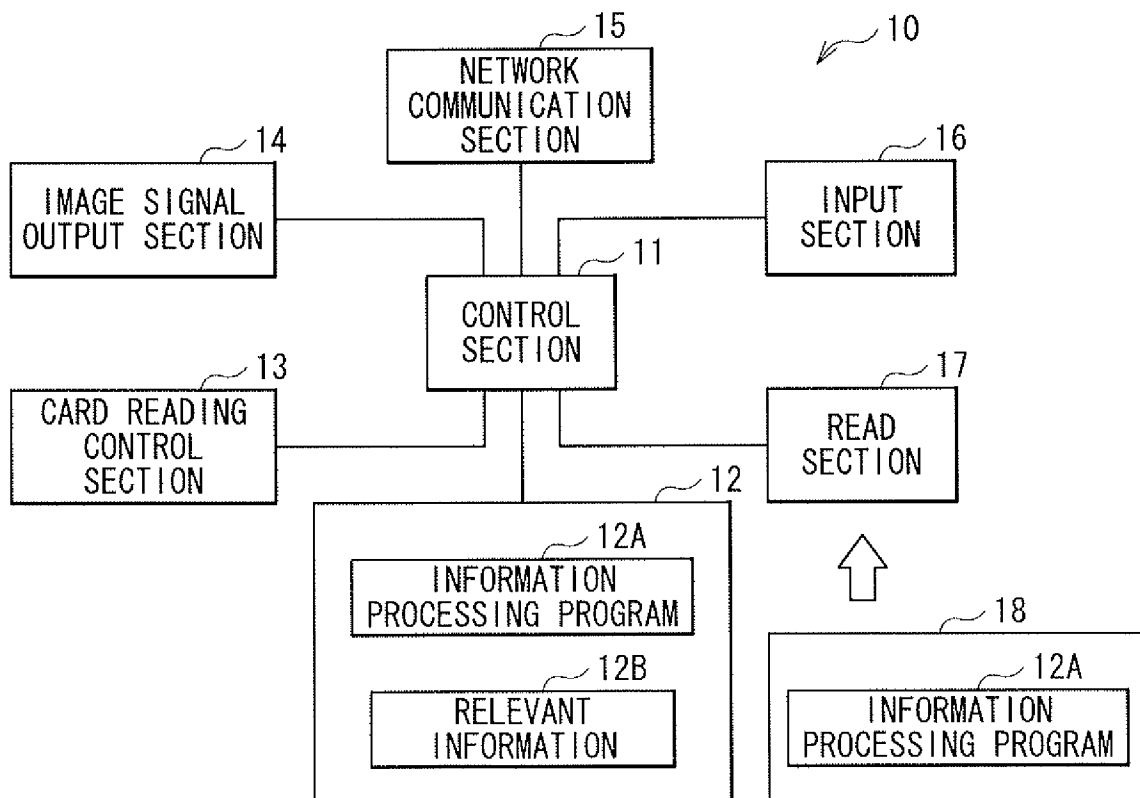 10
15
NETWORK
COMMUNICATION
SECTION
14
IMAGE SIGNAL
OUTPUT SECTION
16
INPUT
SECTION
11
CONTROL
SECTION
13
CARD READING
CONTROL
SECTION
17
READ
SECTION
12
12A
INFORMATION
PROCESSING PROGRAM
12B
RELEVANT
INFORMATION
18
12A
INFORMATION
PROCESSING PROGRAM